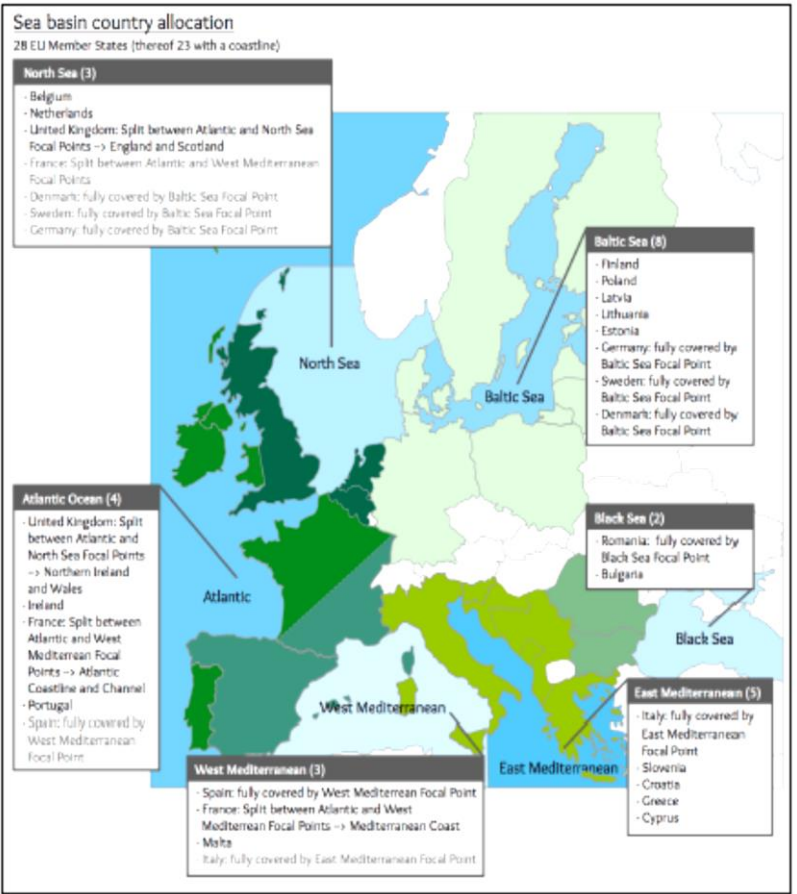 Sea basin country allocation
28 EU Member States (thereof 23 with a coastline)
North Sea (3)
· Belgium
· Netherlands
· United Kingdom: Split between Atlantic and North Sea
Focal Points --> England and Scotland
· France: Split between Atlantic and West Mediterranean
Focal Points
· Denmark: fully covered by Baltic Sea Focal Point
· Sweden: fully covered by Baltic Sea Focal Point
· Germany: fully covered by Baltic Sea Focal Point
Baltic Sea (8)
· Finland
· Poland
· Latvia
· Lithuania
· Estonia
· Germany: fully covered by
Baltic Sea Focal Point
· Sweden: fully covered by
Baltic Sea Focal Point
· Denmark: fully covered by
Baltic Sea Focal Point
North Sea
Baltic Sea
Atlantic Ocean (4)
· United Kingdom: Split
between Atlantic and
North Sea Focal Points
--> Northern Ireland
and Wales
· Ireland
· France: Split between
Atlantic and West
Mediterrean Focal
Points --> Atlantic
Coastline and Channel
· Portugal
· Spain: fully covered by
West Mediterranean
Focal Point
Black Sea (2)
· Romania: fully covered by
Black Sea Focal Point
· Bulgaria
Atlantic
Black Sea
West Mediterranean
East Mediterranean
East Mediterranean (5)
· Italy: fully covered by
East Mediterranean
Focal Point
· Slovenia
· Croatia
· Greece
· Cyprus
West Mediterranean (3)
· Spain: fully covered by West Mediterrean Focal Point
· France: Split between Atlantic and West
Mediterrean Focal Points --> Mediterranean Coast
· Malta
· Italy: fully covered by East Mediterranean Focal Point